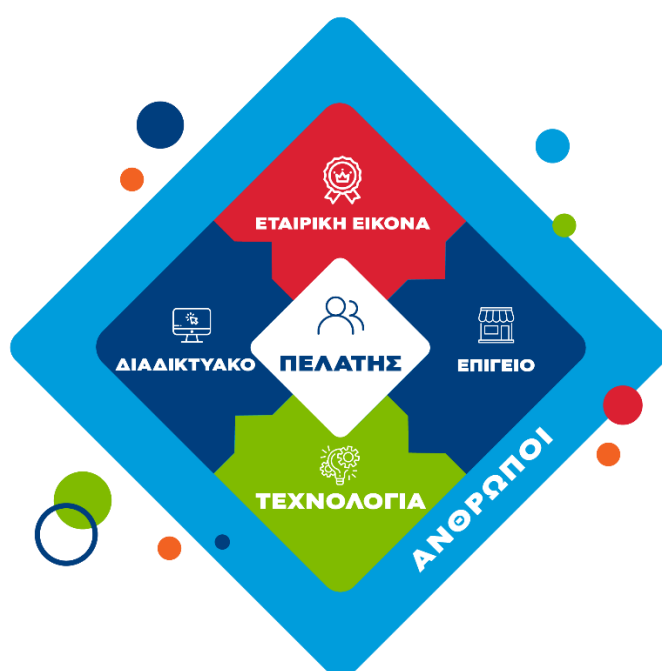 ΕΤΑΙΡΙΚΗ ΕΙΚΟΝΑ
ΔΙΑΔΙΚΤΥΑΚΟ
ΠΕΛΑΤΗΣ
ΕΠΙΓΕΙΟ
ΤΕΧΝΟΛΟΓΙΑ
ΑΝΘΡΩΠΟΙ